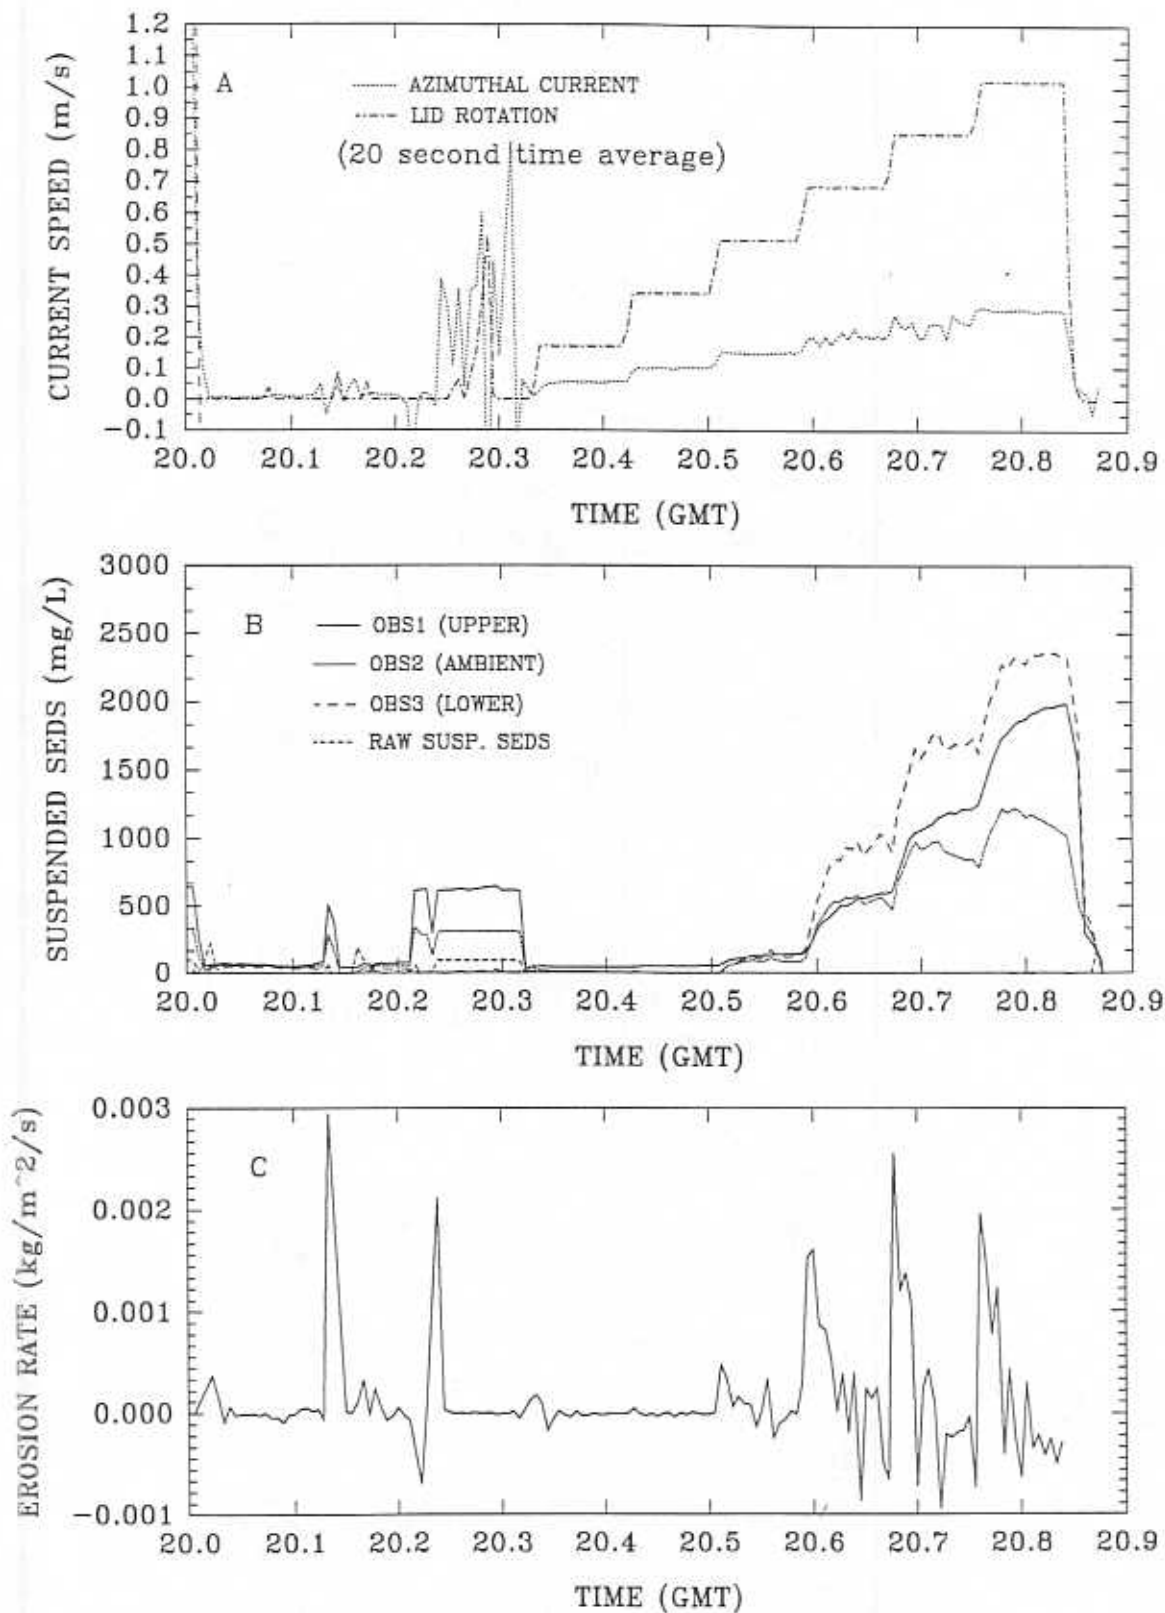 1.2
1.1
1.0
0.9
0.8
0.7
0.6
0.5
0.4
0.3
0.2
0.1
0.0
-0.1
CURRENT SPEED (m/s)
A
AZIMUTHAL CURRENT
LID ROTATION
(20 second time average)
20.0 20.1 20.2 20.3 20.4 20.5 20.6 20.7 20.8 20.9
TIME (GMT)
3000
2500
2000
1500
1000
500
0
SUSPENDED SEDS (mg/L)
B
OBS1 (UPPER)
OBS2 (AMBIENT)
OBS3 (LOWER)
RAW SUSP. SEDS
20.0 20.1 20.2 20.3 20.4 20.5 20.6 20.7 20.8 20.9
TIME (GMT)
0.003
0.002
0.001
0.000
-0.001
EROSION RATE (kg/m^2/s)
C
20.0 20.1 20.2 20.3 20.4 20.5 20.6 20.7 20.8 20.9
TIME (GMT)